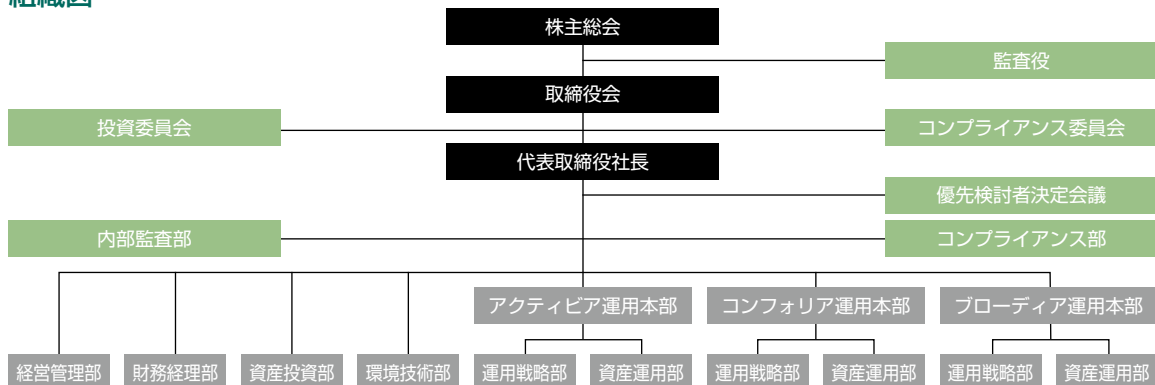 組織図
株主総会
監査役
取締役会
投資委員会
コンプライアンス委員会
代表取締役社長
優先検討者決定会議
内部監査部
コンプライアンス部
アクティビア運用本部
コンフォリア運用本部
ブローディア運用本部
経営管理部
財務経理部
資産投資部
環境技術部
運用戦略部
資産運用部
運用戦略部
資産運用部
運用戦略部
資産運用部